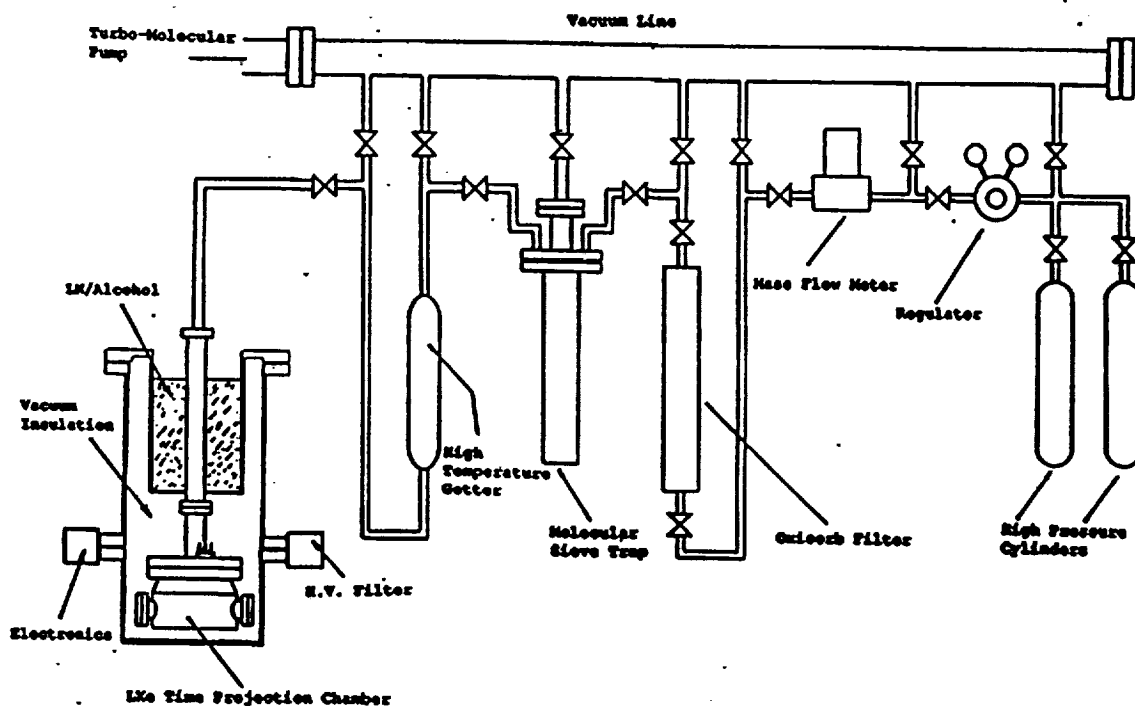 Vacuum Line
Turbo-Molecular
Pump
Mass Flow Meter
Regulator
LN/Alcohol
Vacuum
Insulation
High
Temperature
Getter
Molecular
Sieve Trap
Oxisorb Filter
High Pressure
Cylinders
H.V. Filter
Electronics
LXe Time Projection Chamber